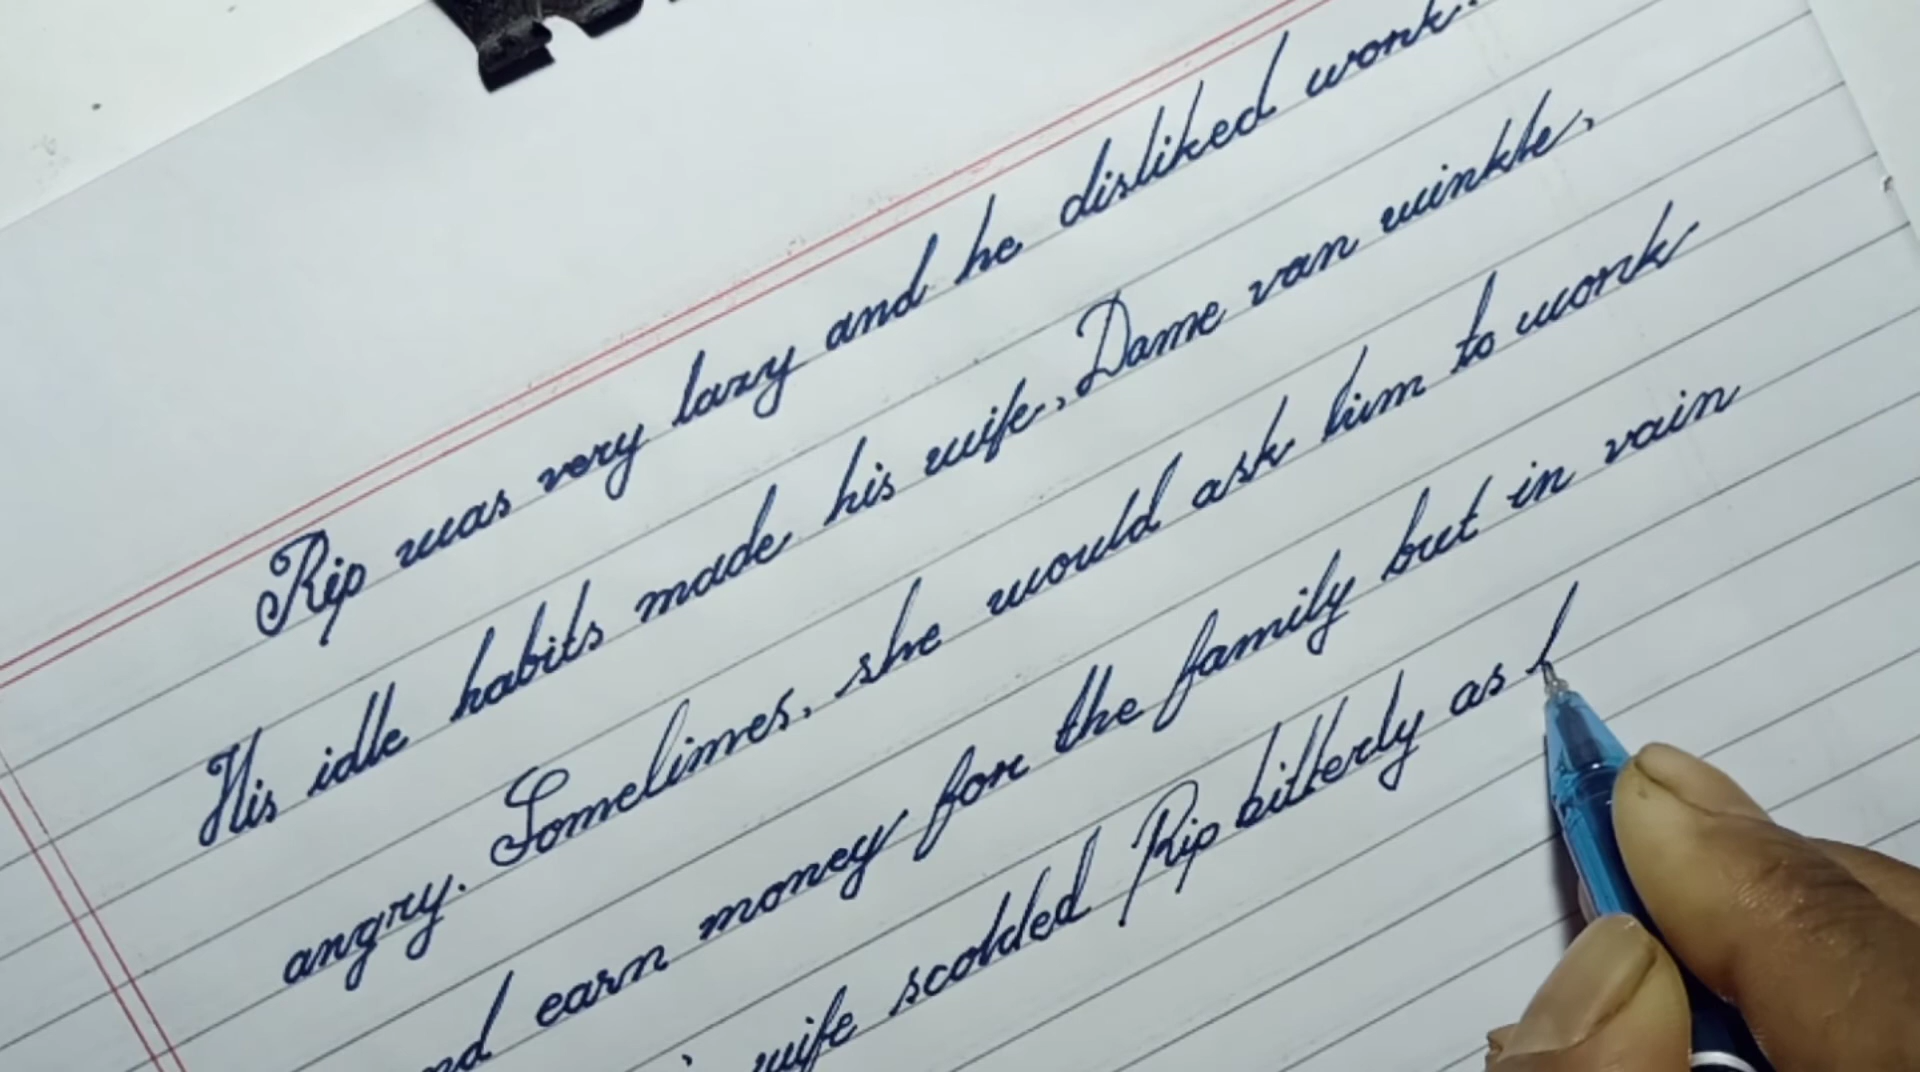 Rip was very lazy and he disliked work.
His idle habits made his wife, Dame van winkle,
angry. Sometimes, she would ask him to work
earn money for the family but in vain
wife scolded Rip bitterly as